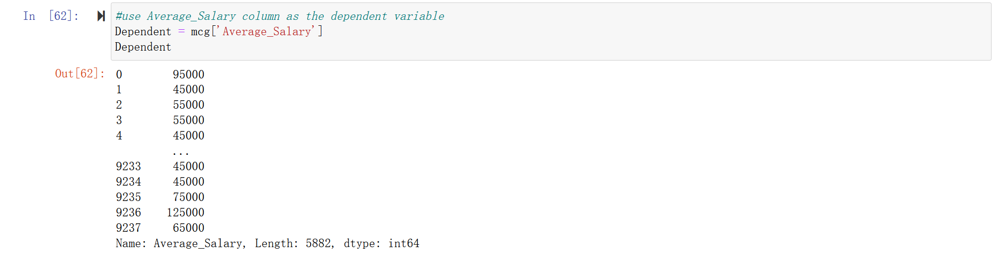 In [62]: #use Average_Salary column as the dependent variable
Dependent = mcg['Average_Salary']
Dependent
Out[62]: 0 95000
1 45000
2 55000
3 55000
4 45000
...
9233 45000
9234 45000
9235 75000
9236 125000
9237 65000
Name: Average_Salary, Length: 5882, dtype: int64